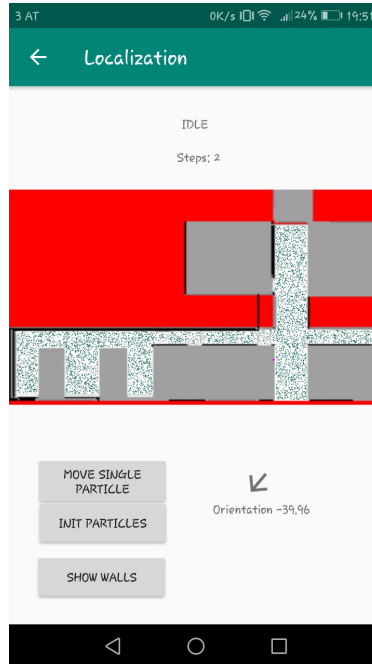 3 AT 0K/s 24% 19:51
Localization
IDLE
Steps: 2
MOVE SINGLE
PARTICLE
INIT PARTICLES
Orientation -39.96
SHOW WALLS